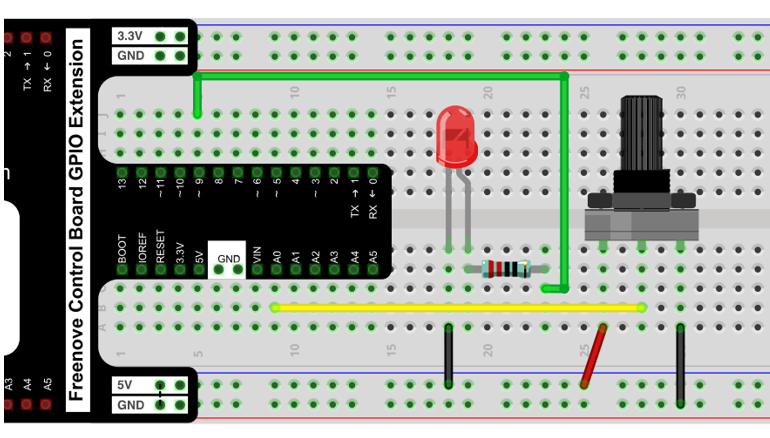 2
TX → 1
RX ← 0
Freenove Control Board GPIO Extension
3.3V
GND
1
10
15
20
25
30
J
I
H
13
12
~11
~10
~ 9
8
7
~ 6
~ 5
4
~ 3
2
TX → 1
RX ← 0
BOOT
IOREF
RESET
3.3V
5V
GND
VIN
A0
A1
A2
A3
A4
A5
B
A
1
5
10
15
20
25
30
A3
A4
A5
5V
GND